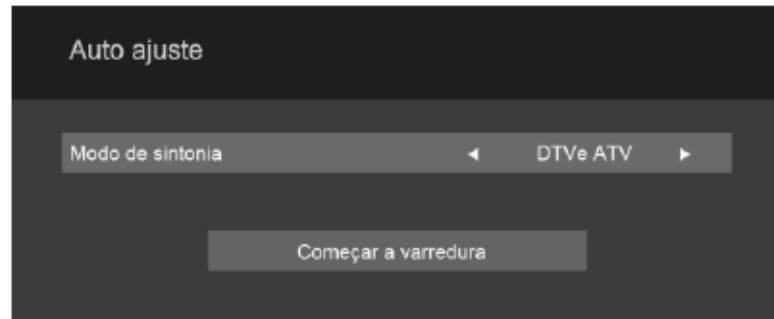 Auto ajuste
Modo de sintonia ◄ DTVe ATV ►
Começar a varredura